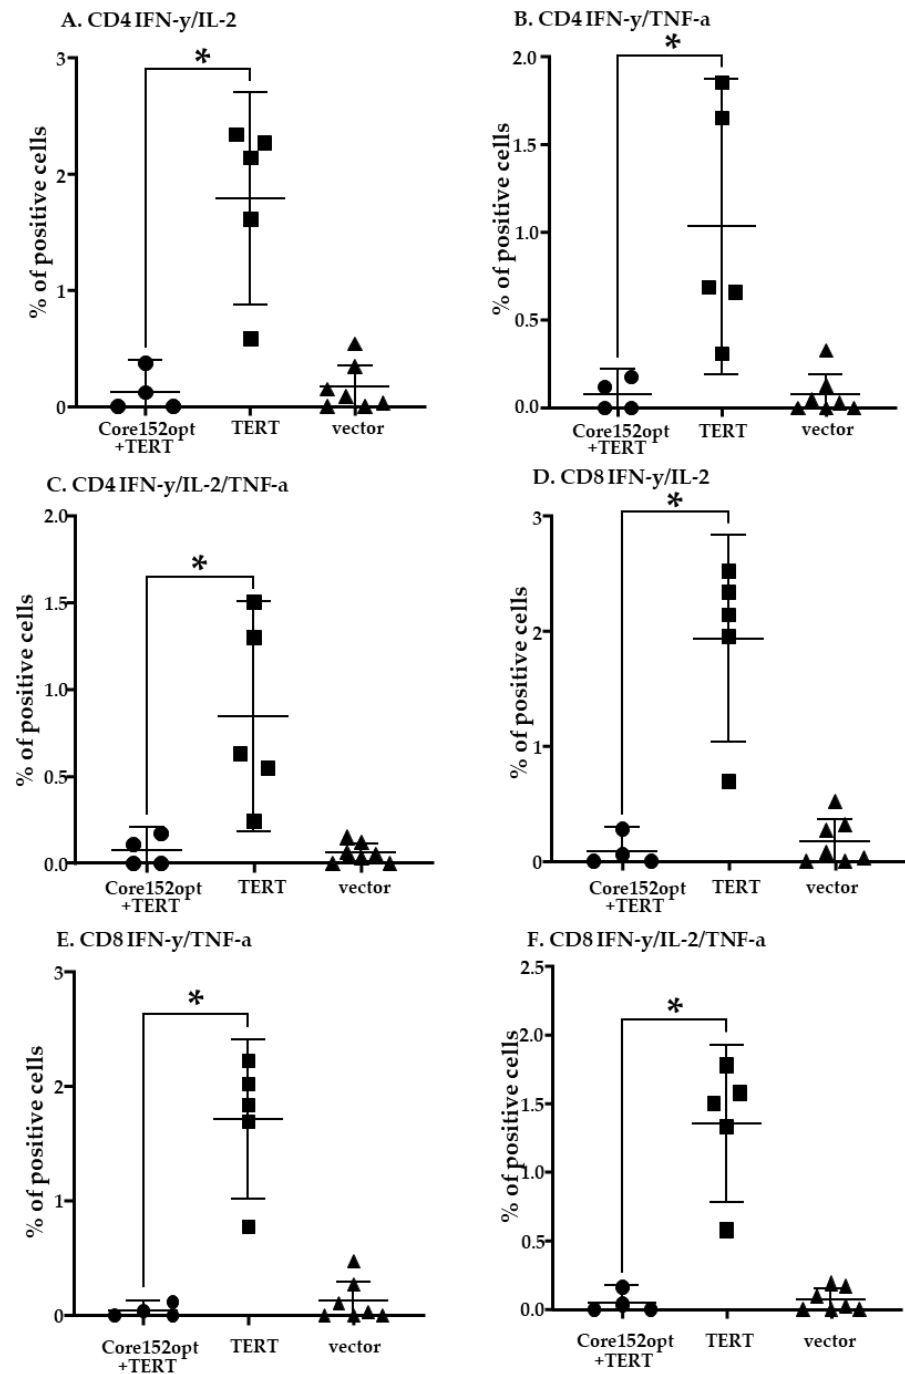 A. CD4 IFN-y/IL-2
*
% of positive cells
3
2
1
0
Core152opt
+TERT
TERT
vector
B. CD4 IFN-y/TNF-a
*
% of positive cells
2.0
1.5
1.0
0.5
0.0
Core152opt
+TERT
TERT
vector
C. CD4 IFN-y/IL-2/TNF-a
*
% of positive cells
2.0
1.5
1.0
0.5
0.0
Core152opt
+TERT
TERT
vector
D. CD8 IFN-y/IL-2
*
% of positive cells
3
2
1
0
Core152opt
+TERT
TERT
vector
E. CD8 IFN-y/TNF-a
*
% of positive cells
3
2
1
0
Core152opt
+TERT
TERT
vector
F. CD8 IFN-y/IL-2/TNF-a
*
% of positive cells
2.5
2.0
1.5
1.0
0.5
0.0
Core152opt
+TERT
TERT
vector